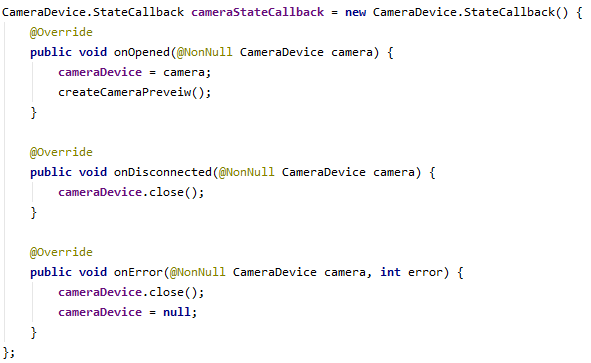 CameraDevice.StateCallback cameraStateCallback = new CameraDevice.StateCallback() {
    @Override
    public void onOpened(@NonNull CameraDevice camera) {
        cameraDevice = camera;
        createCameraPreveiw();
    }

    @Override
    public void onDisconnected(@NonNull CameraDevice camera) {
        cameraDevice.close();
    }

    @Override
    public void onError(@NonNull CameraDevice camera, int error) {
        cameraDevice.close();
        cameraDevice = null;
    }
};